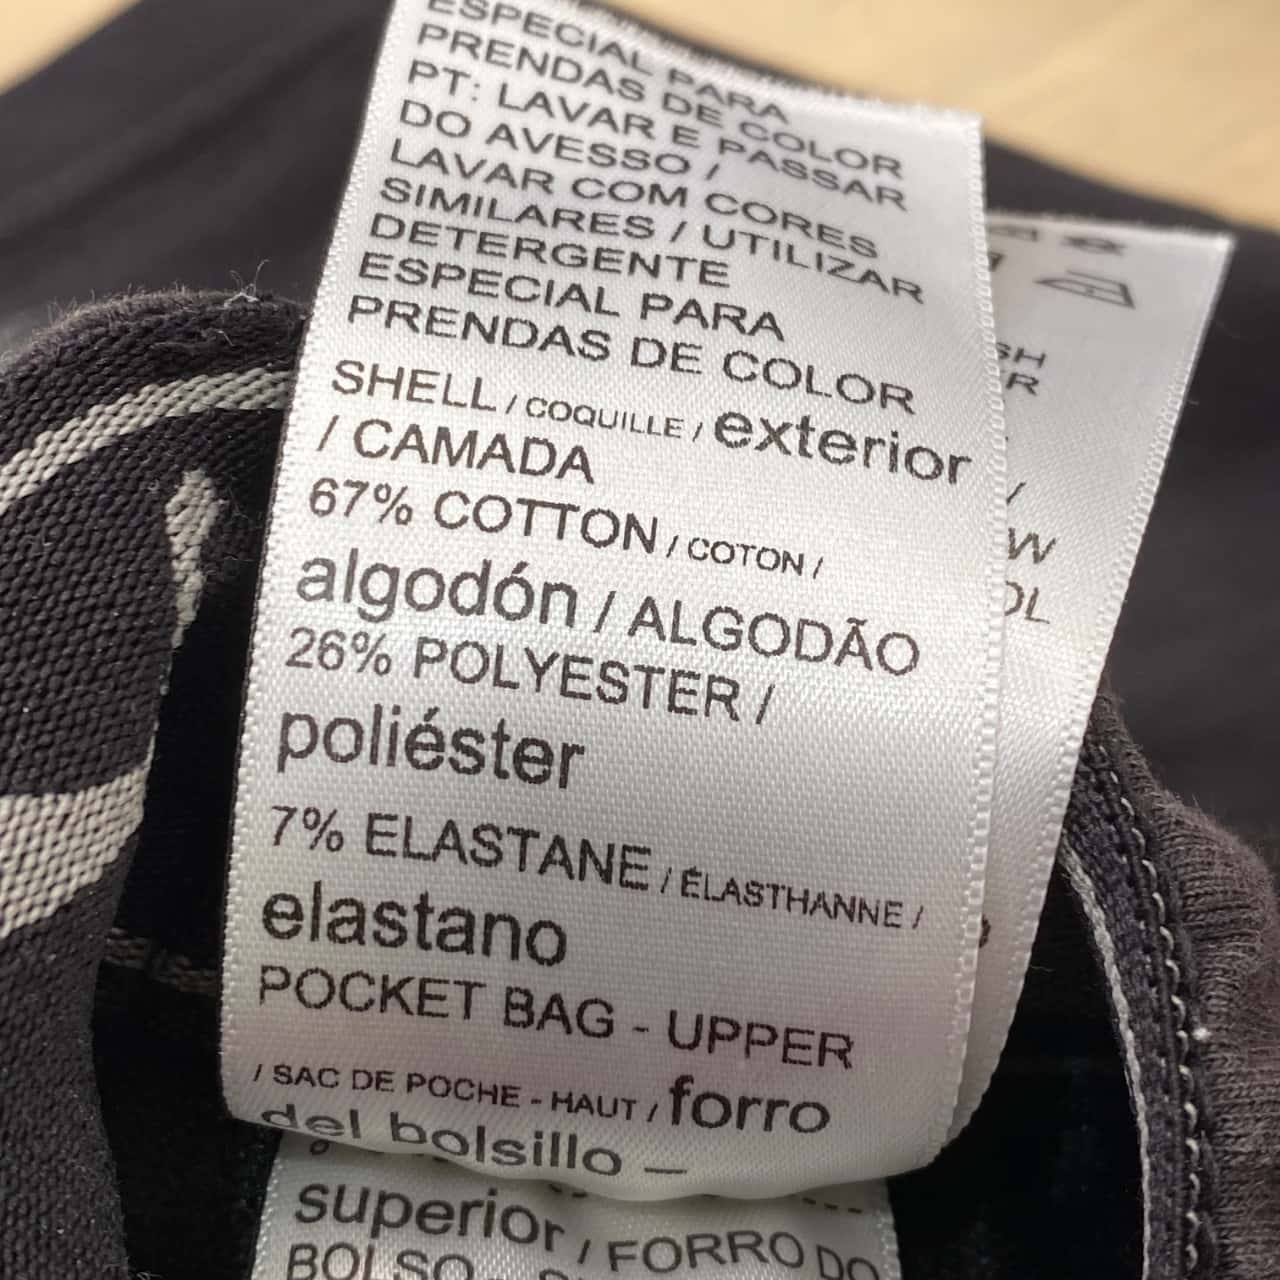 ESPECIAL PARA
PRENDAS DE COLOR
PT: LAVAR E PASSAR
DO AVESSO /
LAVAR COM CORES
SIMILARES / UTILIZAR
DETERGENTE
ESPECIAL PARA
PRENDAS DE COLOR
SHELL / COQUILLE / exterior
/ CAMADA
67% COTTON / COTON /
algodón / ALGODÃO
26% POLYESTER /
poliéster
7% ELASTANE / ÉLASTHANNE /
elastano
POCKET BAG - UPPER
/ SAC DE POCHE - HAUT / forro
del bolsillo –
superior / FORRO DO
BOLSO -